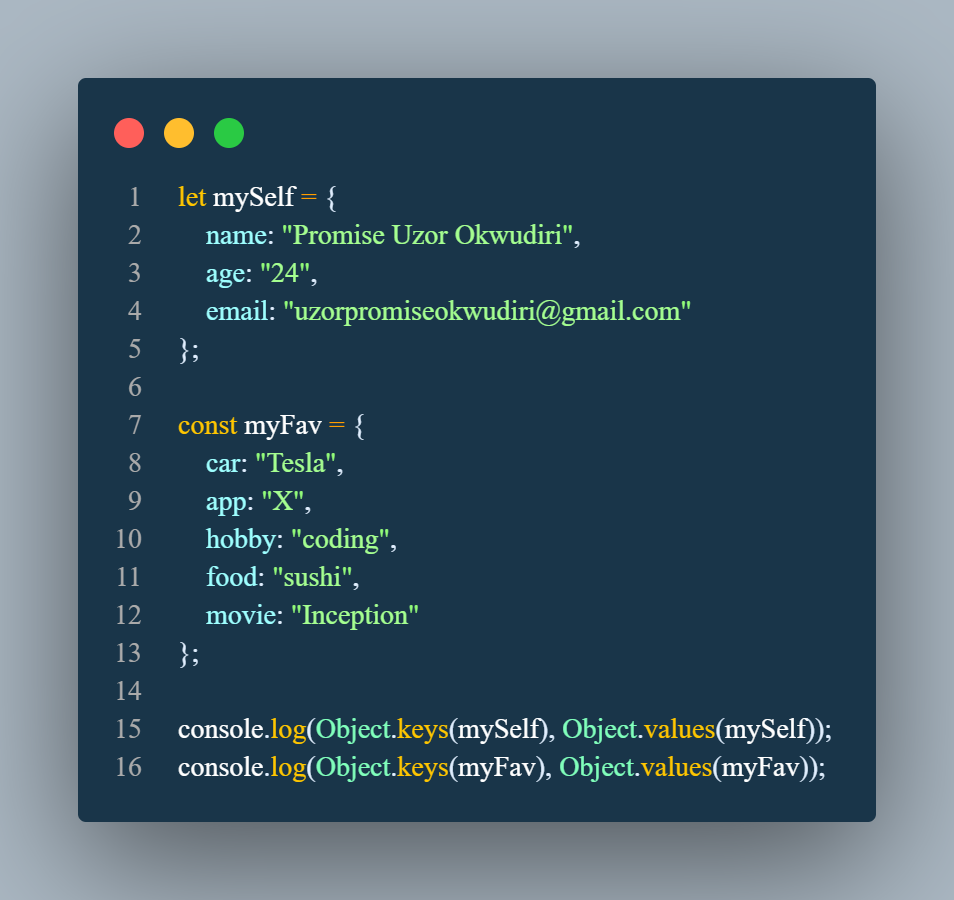 1 let mySelf = {
2     name: "Promise Uzor Okwudiri",
3     age: "24",
4     email: "uzorpromiseokwudiri@gmail.com"
5 };
6
7 const myFav = {
8     car: "Tesla",
9     app: "X",
10     hobby: "coding",
11     food: "sushi",
12     movie: "Inception"
13 };
14
15 console.log(Object.keys(mySelf), Object.values(mySelf));
16 console.log(Object.keys(myFav), Object.values(myFav));